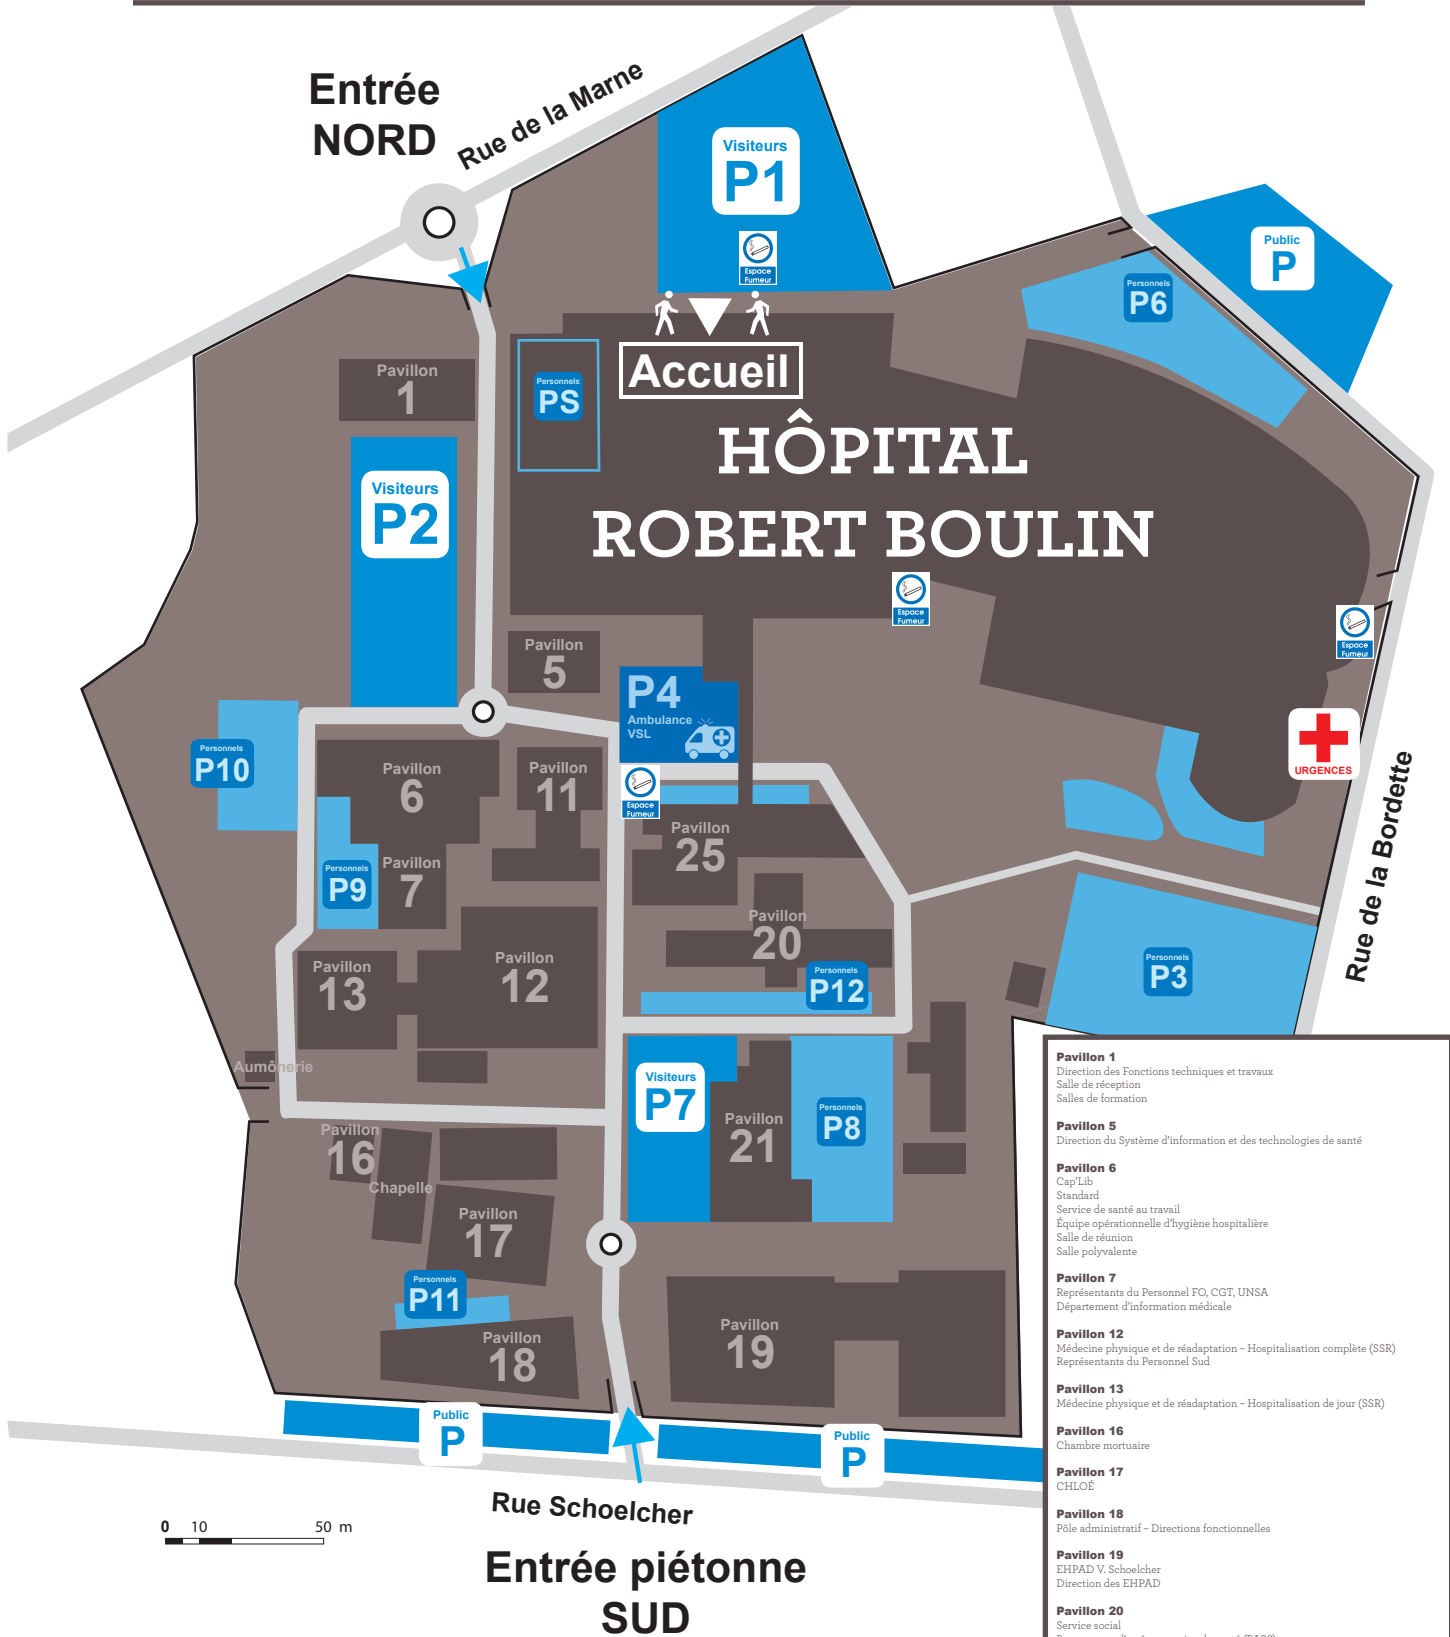 Entrée
NORD
Rue de la Marne
Visiteurs
P1
Espace
Fumeur
Public
P
Personnels
P6
Accueil
Pavillon
1
Personnels
PS
HÔPITAL
ROBERT BOULIN
Visiteurs
P2
Espace
Fumeur
Espace
Fumeur
Pavillon
5
P4
Ambulance
VSL
URGENCES
Rue de la Bordette
Personnels
P10
Pavillon
6
Pavillon
11
Espace
Fumeur
Pavillon
25
Personnels
P9
Pavillon
7
Pavillon
20
Pavillon
13
Pavillon
12
Personnels
P12
Personnels
P3
Aumônerie
Visiteurs
P7
Pavillon
21
Personnels
P8
Pavillon
16
Chapelle
Pavillon
17
Personnels
P11
Pavillon
18
Pavillon
19
Public
P
Public
P
Rue Schoelcher
0 10 50 m
Entrée piétonne
SUD
Pavillon 1
Direction des Fonctions techniques et travaux
Salle de réception
Salles de formation
Pavillon 5
Direction du Système d'information et des technologies de santé
Pavillon 6
Cap'Lib
Standard
Service de santé au travail
Équipe opérationnelle d'hygiène hospitalière
Salle de réunion
Salle polyvalente
Pavillon 7
Représentants du Personnel FO, CGT, UNSA
Département d'information médicale
Pavillon 12
Médecine physique et de réadaptation – Hospitalisation complète (SSR)
Représentants du Personnel Sud
Pavillon 13
Médecine physique et de réadaptation – Hospitalisation de jour (SSR)
Pavillon 16
Chambre mortuaire
Pavillon 17
CHLOÉ
Pavillon 18
Pôle administratif – Directions fonctionnelles
Pavillon 19
EHPAD V. Schoelcher
Direction des EHPAD
Pavillon 20
Service social